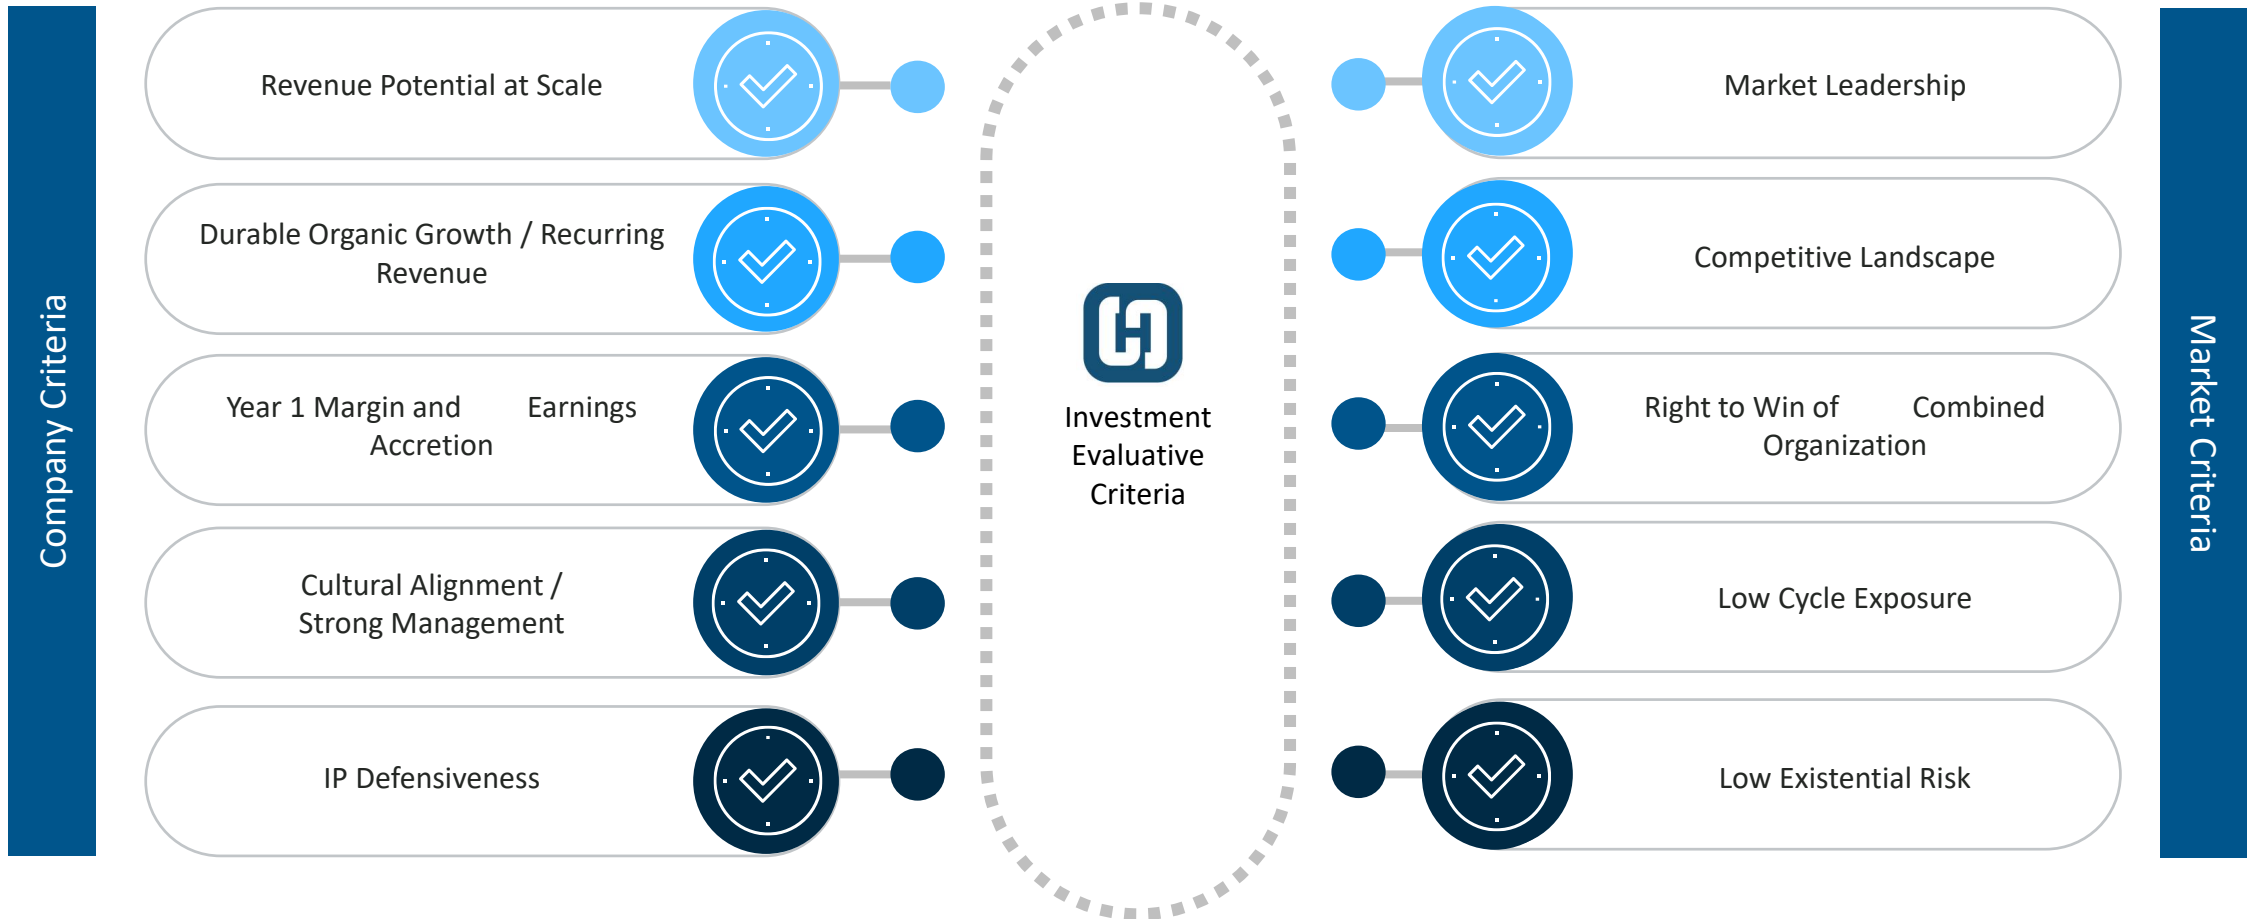 Company Criteria
Revenue Potential at Scale
Durable Organic Growth / Recurring
Revenue
Year 1 Margin and Earnings
Accretion
Cultural Alignment /
Strong Management
IP Defensiveness
Investment
Evaluative
Criteria
Market Leadership
Competitive Landscape
Right to Win of Combined
Organization
Low Cycle Exposure
Low Existential Risk
Market Criteria